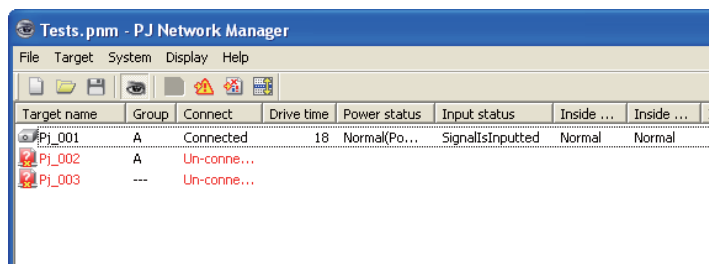 Tests.pnm - PJ Network Manager
File Target System Display Help
Target name Group Connect Drive time Power status Input status Inside ... Inside ...
Pj_001 A Connected 18 Normal(Po... SignalIsInputted Normal Normal
Pj_002 A Un-conne...
Pj_003 --- Un-conne...